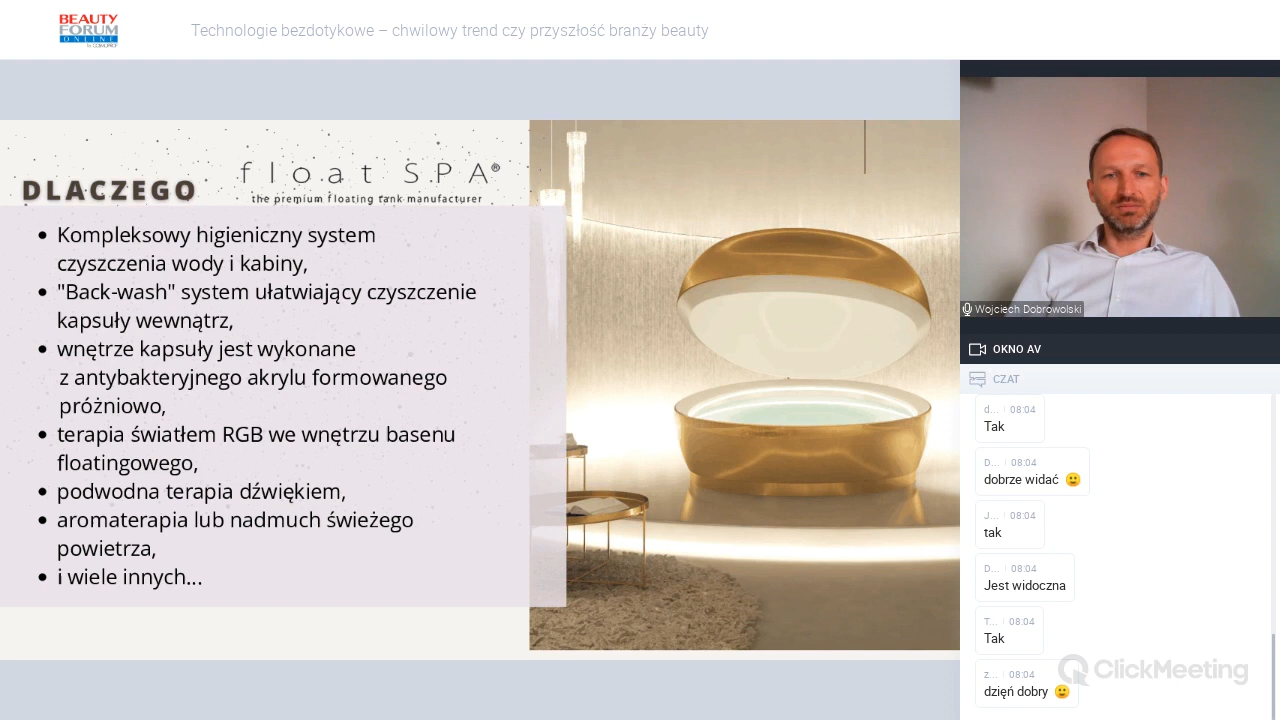 BEAUTY
FORUM
ONLINE
Technologie bezdotykowe – chwilowy trend czy przyszłość branży beauty
DLACZEGO
float SPA®
the premium floating tank manufacturer
• Kompleksowy higieniczny system
czyszczenia wody i kabiny,
• "Back-wash" system ułatwiający czyszczenie
kapsuły wewnątrz,
• wnętrze kapsuły jest wykonane
z antybakteryjnego akrylu formowanego
próżniowo,
• terapia światłem RGB we wnętrzu basenu
floatingowego,
• podwodna terapia dźwiękiem,
• aromaterapia lub nadmuch świeżego
powietrza,
• i wiele innych...
Wojciech Dobrowolski
OKNO AV
CZAT
d... 08:04
Tak
D... 08:04
dobrze widać 🙂
J... 08:04
tak
D... 08:04
Jest widoczna
T... 08:04
Tak
z... 08:04
dzięń dobry 🙂
ClickMeeting